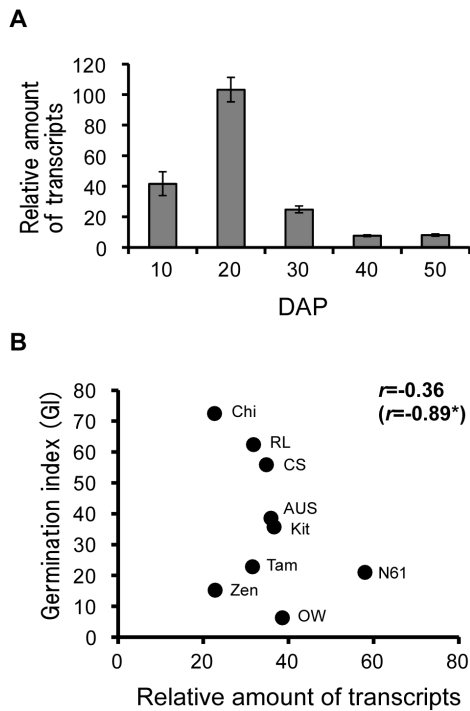 A
Relative amount
of transcripts
120
100
80
60
40
20
0
10 20 30 40 50
DAP
B
Germination index (GI)
80
70
60
50
40
30
20
10
0
r=-0.36
(r=-0.89*)
Chi
RL
CS
AUS
Kit
Tam
N61
Zen
OW
0 20 40 60 80
Relative amount of transcripts